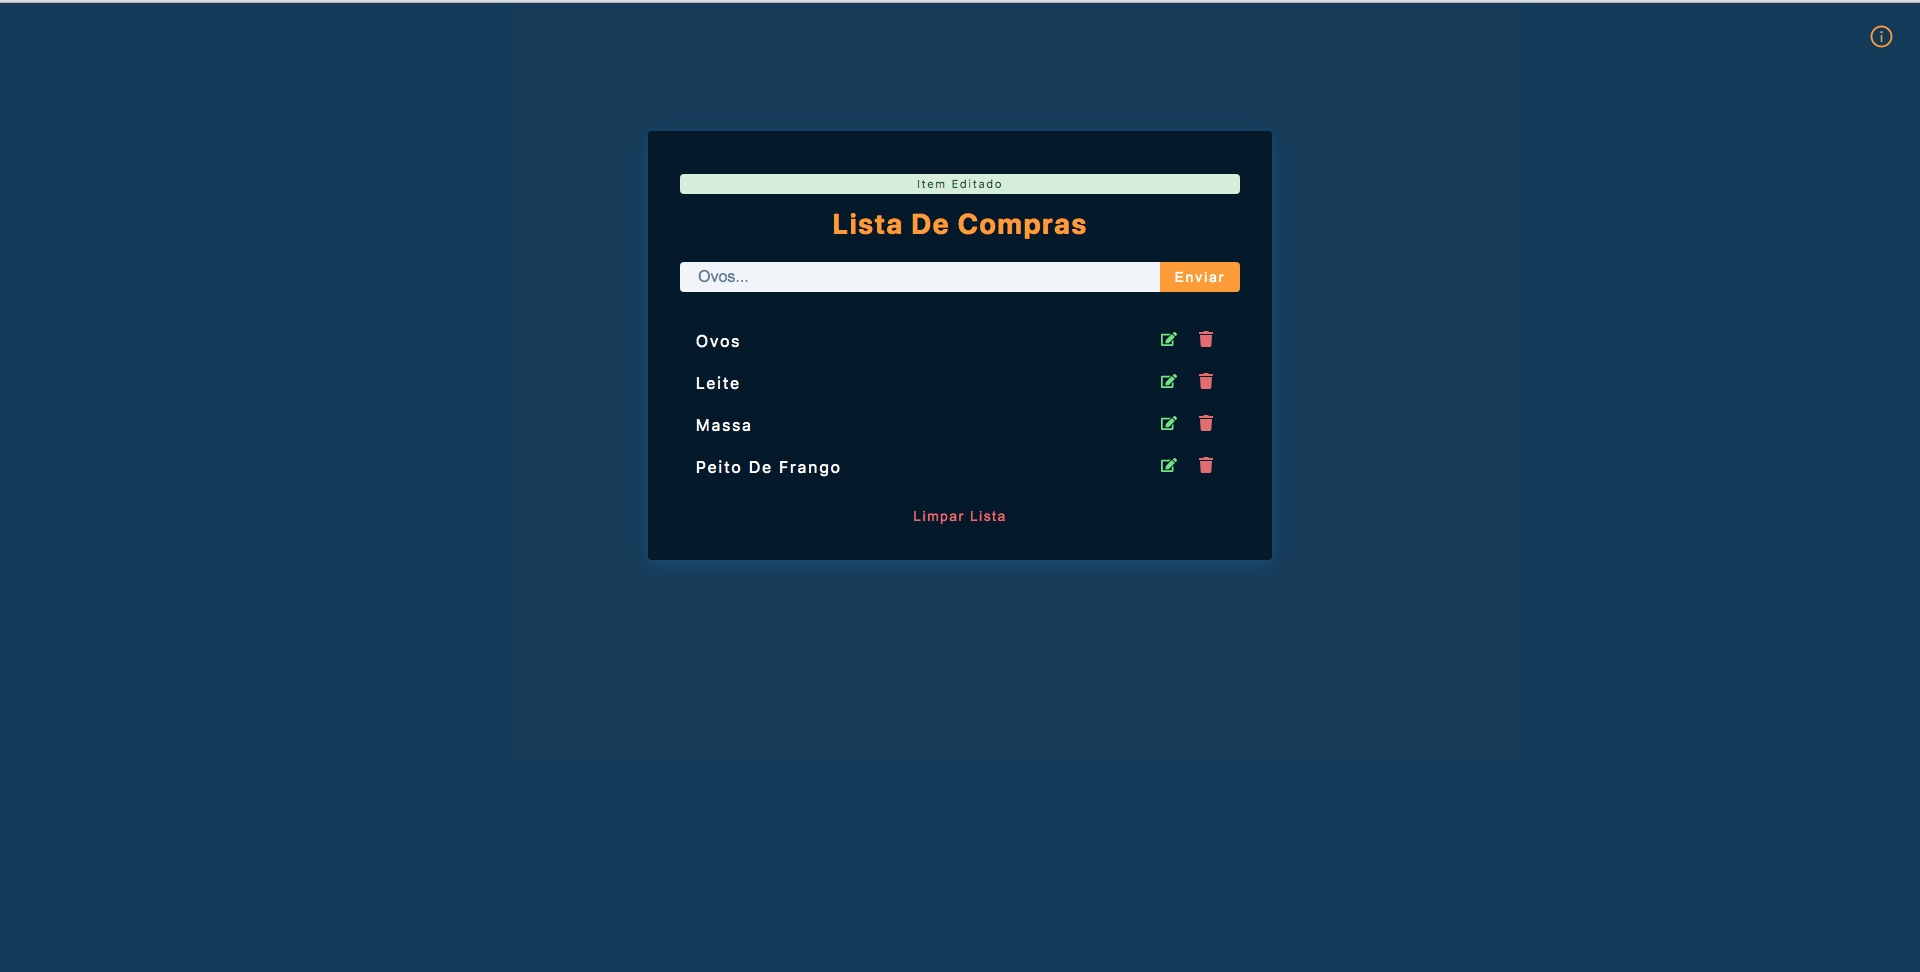 Item Editado
Lista De Compras
Ovos...
Enviar
Ovos
Leite
Massa
Peito De Frango
Limpar Lista